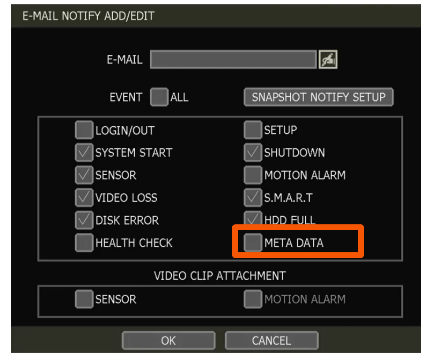 E-MAIL NOTIFY ADD/EDIT
E-MAIL
EVENT ALL SNAPSHOT NOTIFY SETUP
LOGIN/OUT SETUP
SYSTEM START SHUTDOWN
SENSOR MOTION ALARM
VIDEO LOSS S.M.A.R.T
DISK ERROR HDD FULL
HEALTH CHECK META DATA
VIDEO CLIP ATTACHMENT
SENSOR MOTION ALARM
OK CANCEL